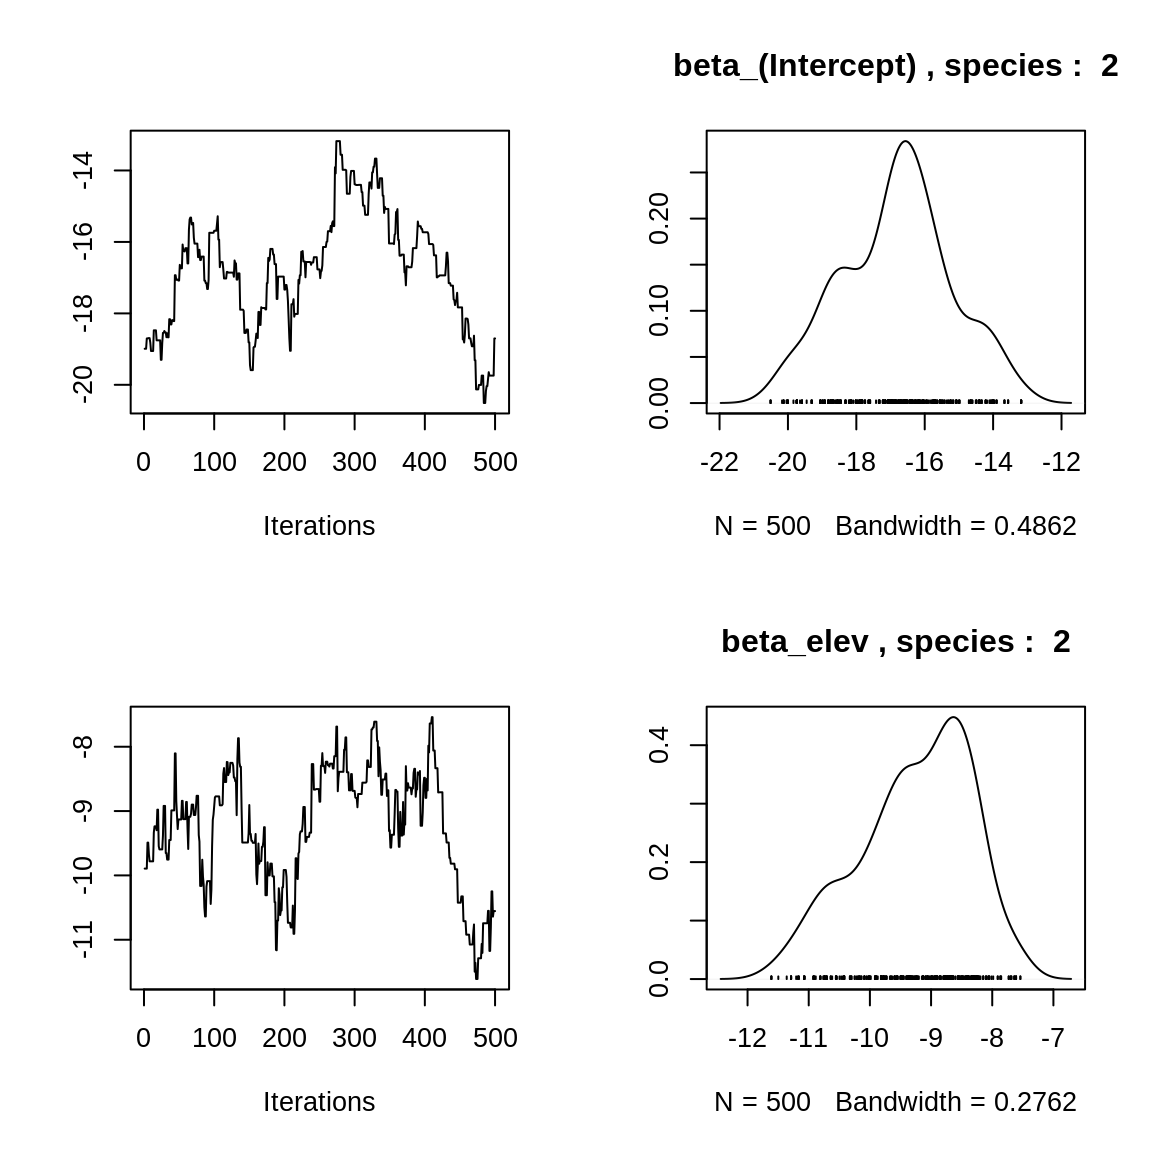 beta_(Intercept) , species :  2
-14
-16
-18
-20
0 100 200 300 400 500
Iterations
0.20
0.10
0.00
-22 -20 -18 -16 -14 -12
N = 500   Bandwidth = 0.4862
beta_elev , species :  2
-8
-9
-10
-11
0 100 200 300 400 500
Iterations
0.4
0.2
0.0
-12 -11 -10 -9 -8 -7
N = 500   Bandwidth = 0.2762